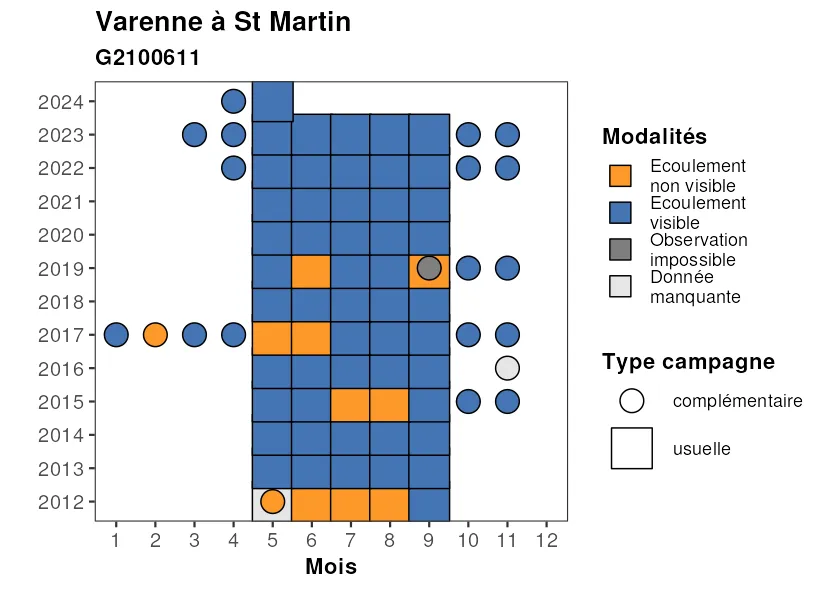 Varenne à St Martin
G2100611
2024
2023
2022
2021
2020
2019
2018
2017
2016
2015
2014
2013
2012
1 2 3 4 5 6 7 8 9 10 11 12
Mois
Modalités
Ecoulement
non visible
Ecoulement
visible
Observation
impossible
Donnée
manquante
Type campagne
complémentaire
usuelle